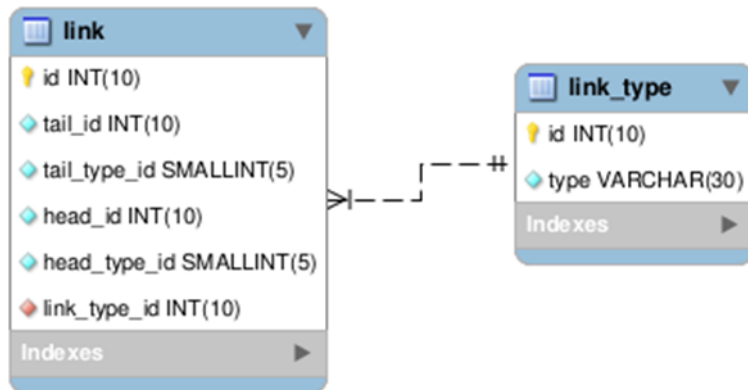 link
id INT(10)
tail_id INT(10)
tail_type_id SMALLINT(5)
head_id INT(10)
head_type_id SMALLINT(5)
link_type_id INT(10)
Indexes
link_type
id INT(10)
type VARCHAR(30)
Indexes